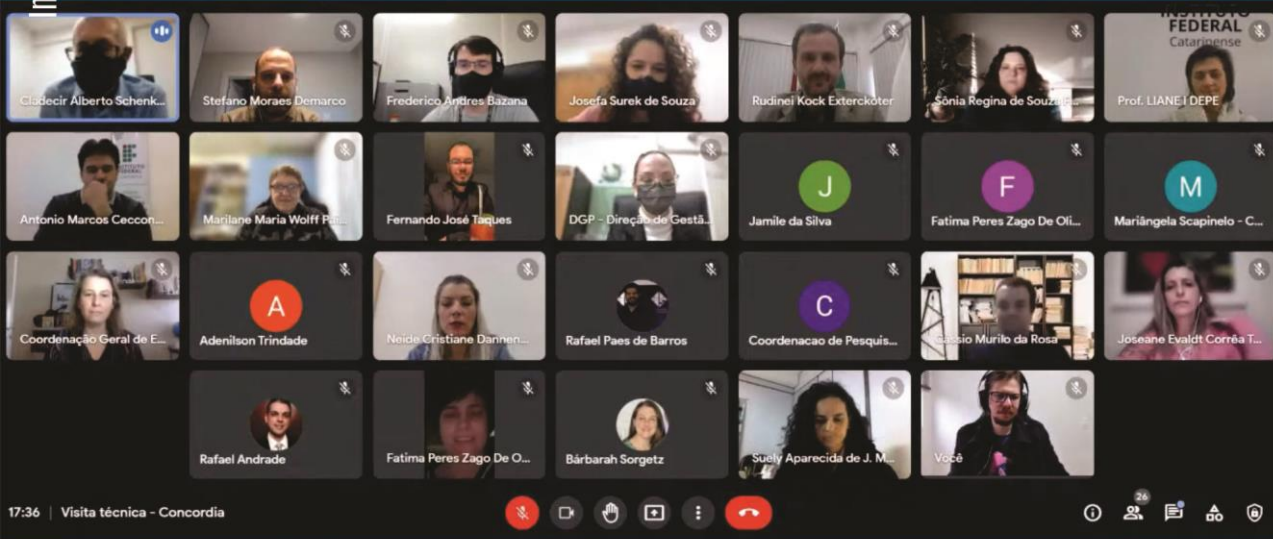 Cladecir Alberto Schenk...
Stefano Moraes Demarco
Frederico Andres Bazana
Josefa Surek de Souza
Rudinei Kock Exterckoter
Sônia Regina de Souza
INSTITUTO
FEDERAL
Catarinense
Prof. LIANE I DEPE
INSTITUTO
FEDERAL
Antonio Marcos Ceccon...
Marilane Maria Wolff Pai...
Fernando José Taques
DGP - Direção de Gestã...
J
Jamile da Silva
F
Fatima Peres Zago De Oli...
M
Mariângela Scapinelo - C...
Coordenação Geral de E...
A
Adenilson Trindade
Neide Cristiane Dannen...
Rafael Paes de Barros
C
Coordenacao de Pesquis...
Cassio Murilo da Rosa
Joseane Evaldt Corrêa T...
Rafael Andrade
Fatima Peres Zago De O...
Bárbarah Sorgetz
Suely Aparecida de J. M...
Você
17:36 | Visita técnica - Concordia
26